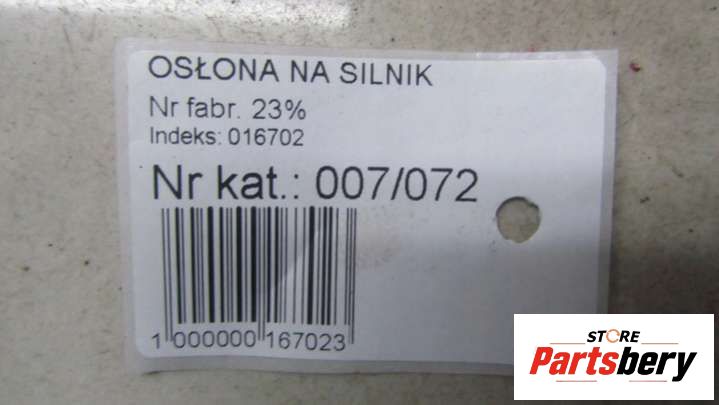 OSŁONA NA SILNIK
Nr fabr. 23%
Indeks: 016702
Nr kat.: 007/072
1 000000 167023
STORE
Partsbery